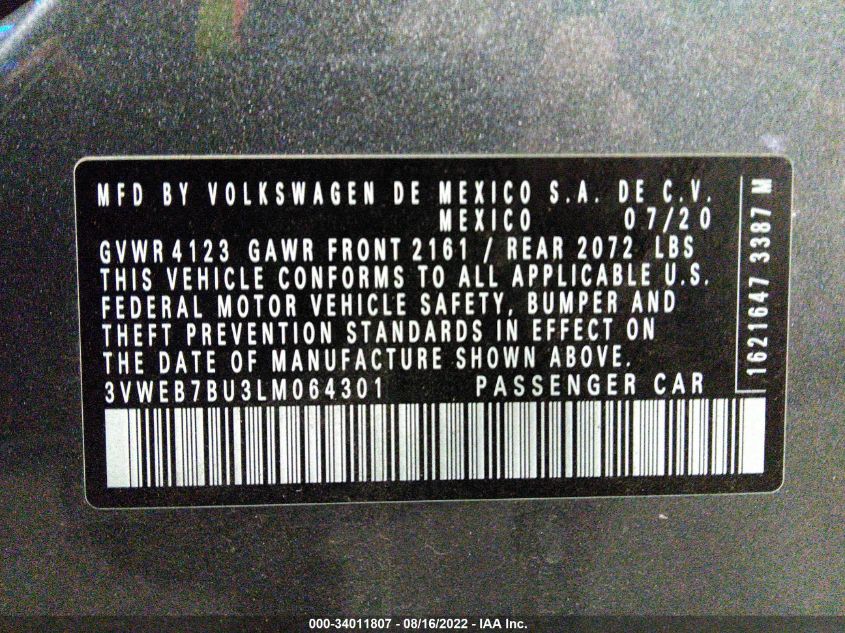 MFD BY VOLKSWAGEN DE MEXICO S.A. DE C.V.
MEXICO 07/20
GVWR 4123 GAWR FRONT 2161 / REAR 2072 LBS
THIS VEHICLE CONFORMS TO ALL APPLICABLE U.S.
FEDERAL MOTOR VEHICLE SAFETY, BUMPER AND
THEFT PREVENTION STANDARDS IN EFFECT ON
THE DATE OF MANUFACTURE SHOWN ABOVE.
3VWEB7BU3LM064301 PASSENGER CAR
1621647 3387 M
000-34011807 - 08/16/2022 - IAA Inc.